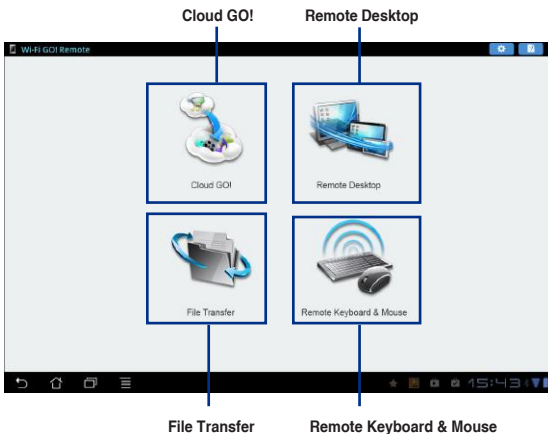 Cloud GO! Remote Desktop
Wi-Fi GO! Remote
Cloud GO! Remote Desktop
File Transfer Remote Keyboard & Mouse
15:43
File Transfer Remote Keyboard & Mouse